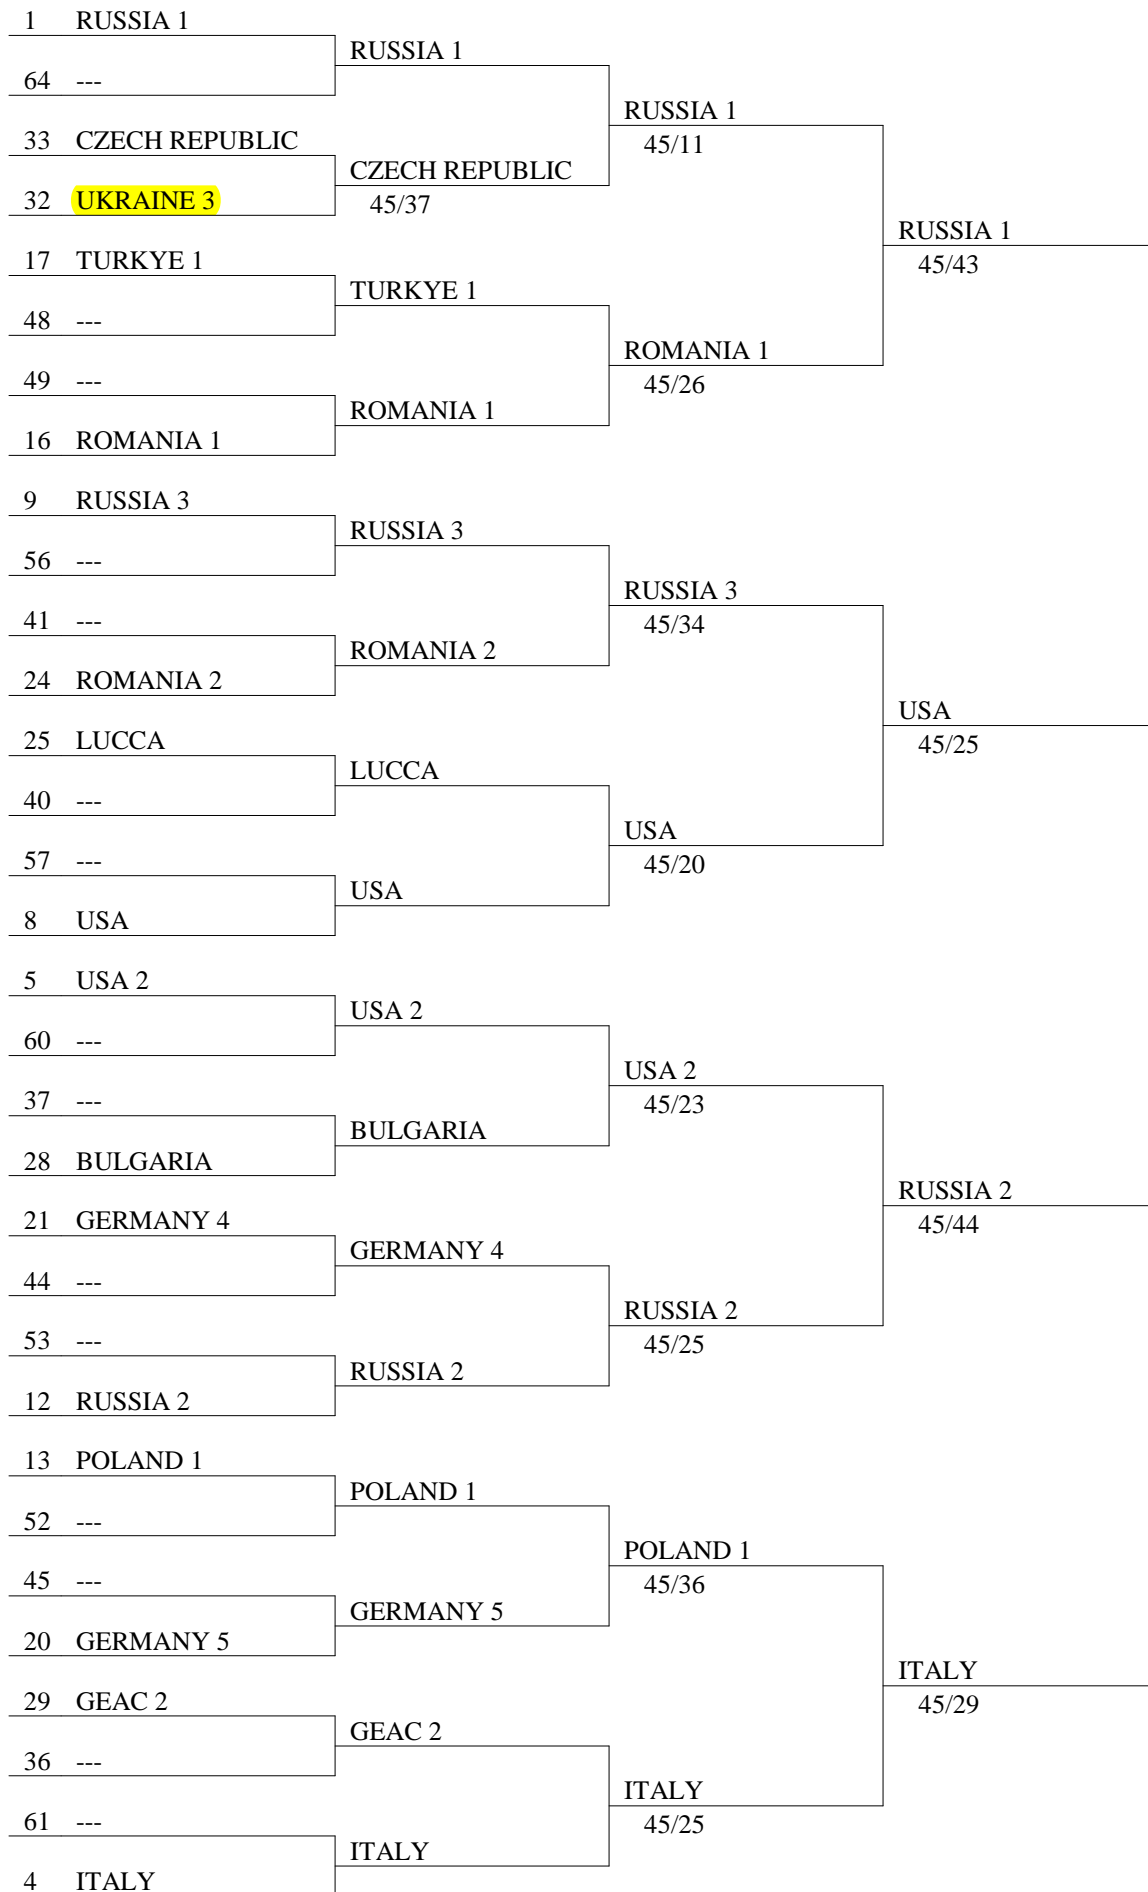 1 RUSSIA 1
RUSSIA 1
64 ---
RUSSIA 1
33 CZECH REPUBLIC
45/11
CZECH REPUBLIC
32 UKRAINE 3
45/37
RUSSIA 1
17 TURKYE 1
45/43
TURKYE 1
48 ---
ROMANIA 1
49 ---
45/26
ROMANIA 1
16 ROMANIA 1
9 RUSSIA 3
RUSSIA 3
56 ---
RUSSIA 3
41 ---
45/34
ROMANIA 2
24 ROMANIA 2
USA
25 LUCCA
45/25
LUCCA
40 ---
USA
57 ---
45/20
USA
8 USA
5 USA 2
USA 2
60 ---
USA 2
37 ---
45/23
BULGARIA
28 BULGARIA
RUSSIA 2
21 GERMANY 4
45/44
GERMANY 4
44 ---
RUSSIA 2
53 ---
45/25
RUSSIA 2
12 RUSSIA 2
13 POLAND 1
POLAND 1
52 ---
POLAND 1
45 ---
45/36
GERMANY 5
20 GERMANY 5
ITALY
29 GEAC 2
45/29
GEAC 2
36 ---
ITALY
61 ---
45/25
ITALY
4 ITALY